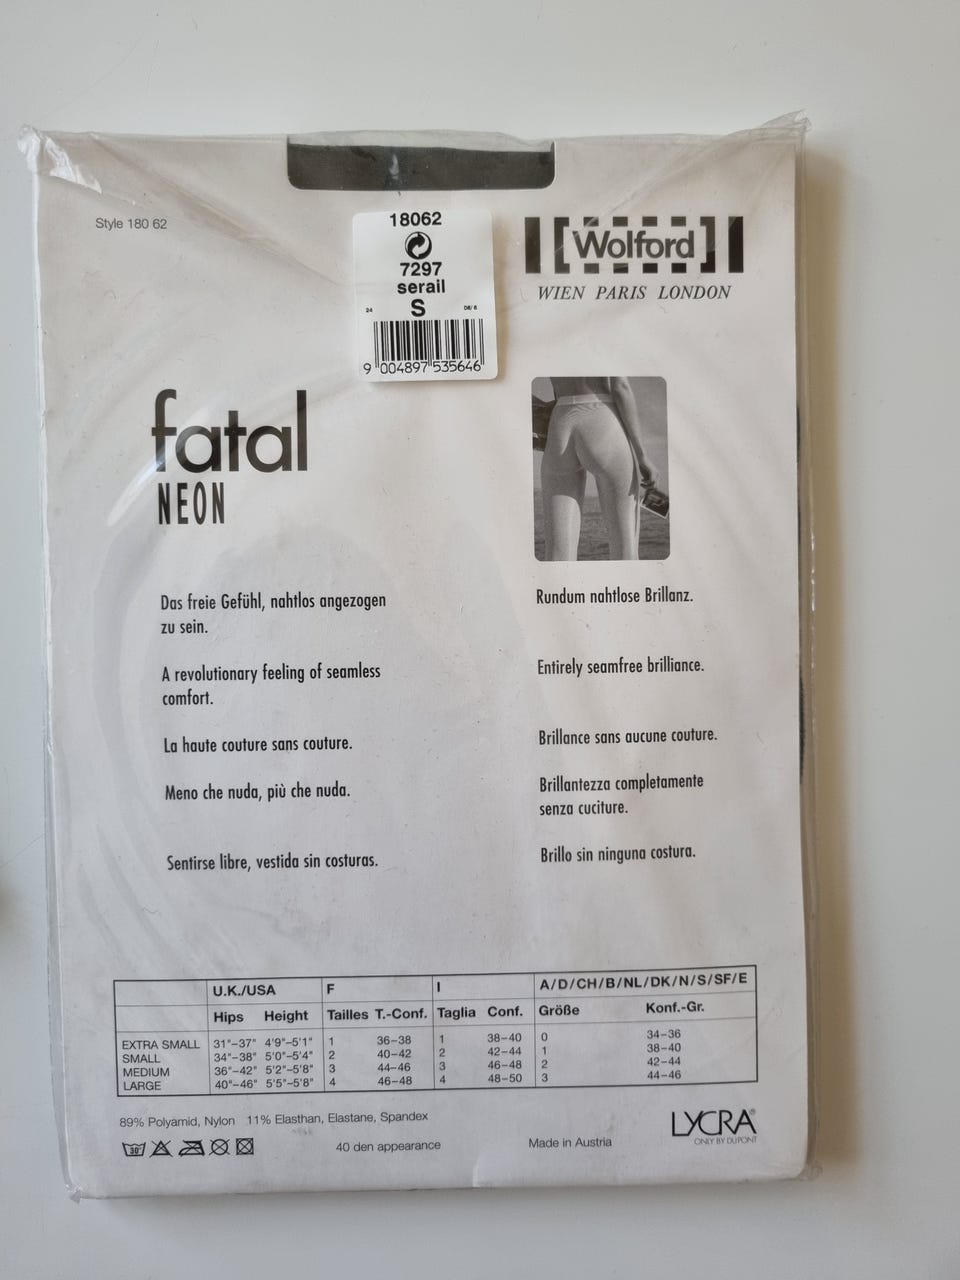 Style 180 62
18062
7297
serail
S
24 D8/ 6
9 004897 535646
[Wolford]
WIEN PARIS LONDON
fatal
NEON
Das freie Gefühl, nahtlos angezogen
zu sein.
A revolutionary feeling of seamless
comfort.
La haute couture sans couture.
Meno che nuda, più che nuda.
Sentirse libre, vestida sin costuras.
Rundum nahtlose Brillanz.
Entirely seamfree brilliance.
Brillance sans aucune couture.
Brillantezza completamente
senza cuciture.
Brillo sin ninguna costura.
U.K./USA F I A/D/CH/B/NL/DK/N/S/SF/E
Hips Height Tailles T.-Conf. Taglia Conf. Größe Konf.-Gr.
EXTRA SMALL 31"–37" 4'9"–5'1" 1 36–38 1 38–40 0 34–36
SMALL 34"–38" 5'0"–5'4" 2 40–42 2 42–44 1 38–40
MEDIUM 36"–42" 5'2"–5'8" 3 44–46 3 46–48 2 42–44
LARGE 40"–46" 5'5"–5'8" 4 46–48 4 48–50 3 44–46
89% Polyamid, Nylon 11% Elasthan, Elastane, Spandex
30° 40 den appearance Made in Austria
LYCRA®
ONLY BY DUPONT